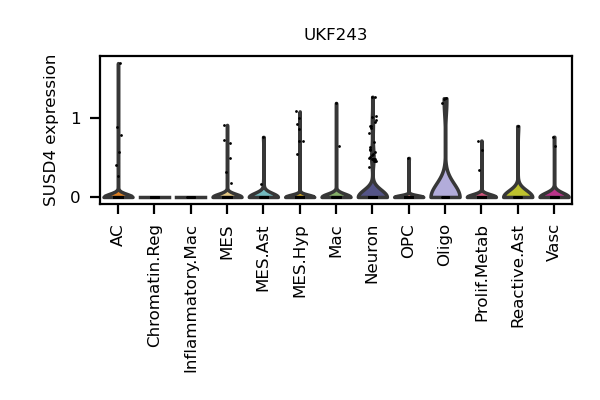 UKF243
SUSD4 expression
1
0
AC
Chromatin.Reg
Inflammatory.Mac
MES
MES.Ast
MES.Hyp
Mac
Neuron
OPC
Oligo
Prolif.Metab
Reactive.Ast
Vasc